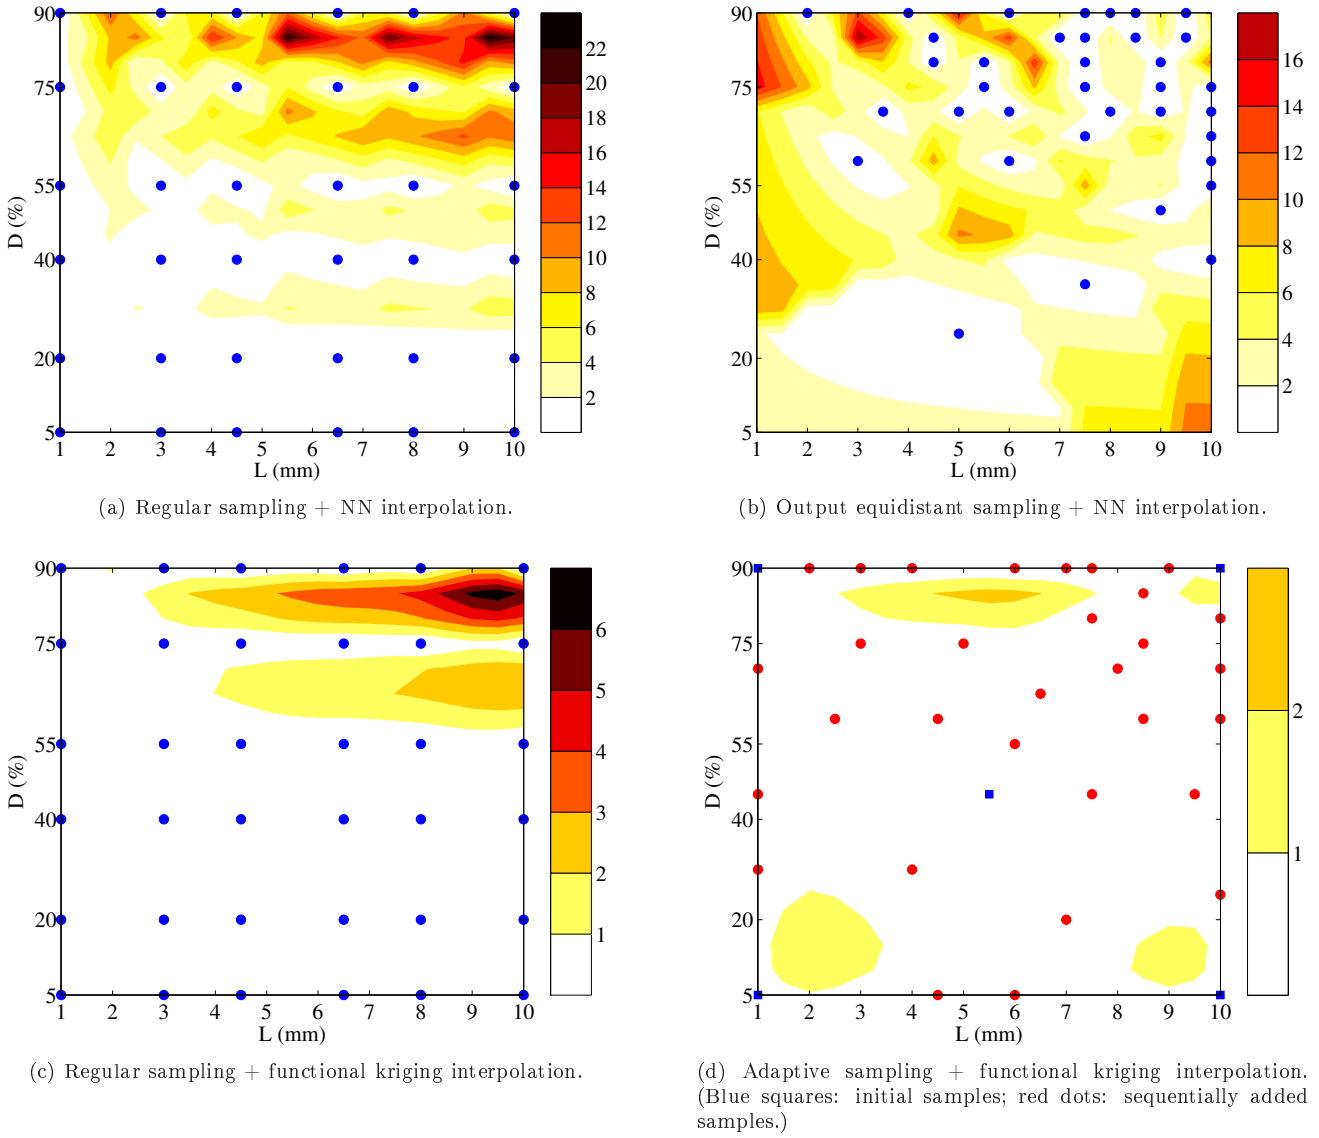 90
75
55
40
20
5
D (%)
1 2 3 4 5 6 7 8 9 10
L (mm)
22
20
18
16
14
12
10
8
6
4
2
(a) Regular sampling + NN interpolation.
90
75
55
40
20
5
D (%)
1 2 3 4 5 6 7 8 9 10
L (mm)
16
14
12
10
8
6
4
2
(b) Output equidistant sampling + NN interpolation.
90
75
55
40
20
5
D (%)
1 2 3 4 5 6 7 8 9 10
L (mm)
6
5
4
3
2
1
(c) Regular sampling + functional kriging interpolation.
90
75
55
40
20
5
D (%)
1 2 3 4 5 6 7 8 9 10
L (mm)
2
1
(d) Adaptive sampling + functional kriging interpolation.
(Blue squares: initial samples; red dots: sequentially added
samples.)